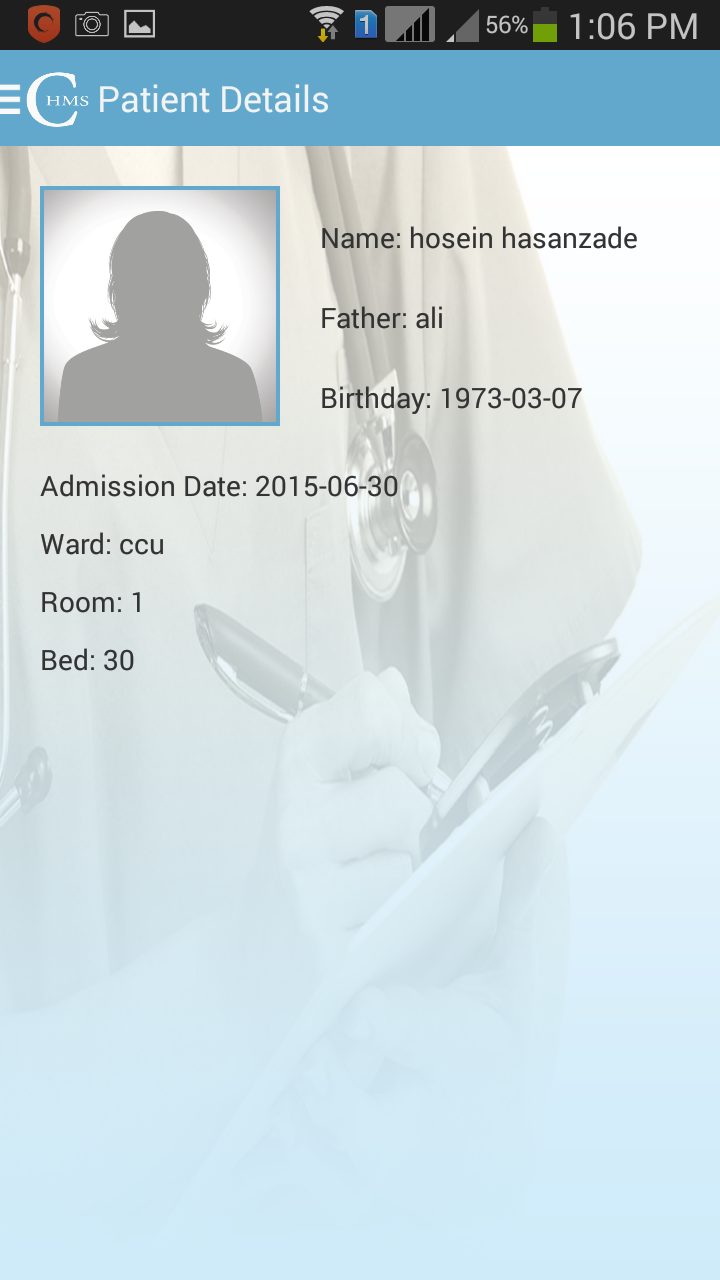 1 56% 1:06 PM
CHMS Patient Details
Name: hosein hasanzade
Father: ali
Birthday: 1973-03-07
Admission Date: 2015-06-30
Ward: ccu
Room: 1
Bed: 30